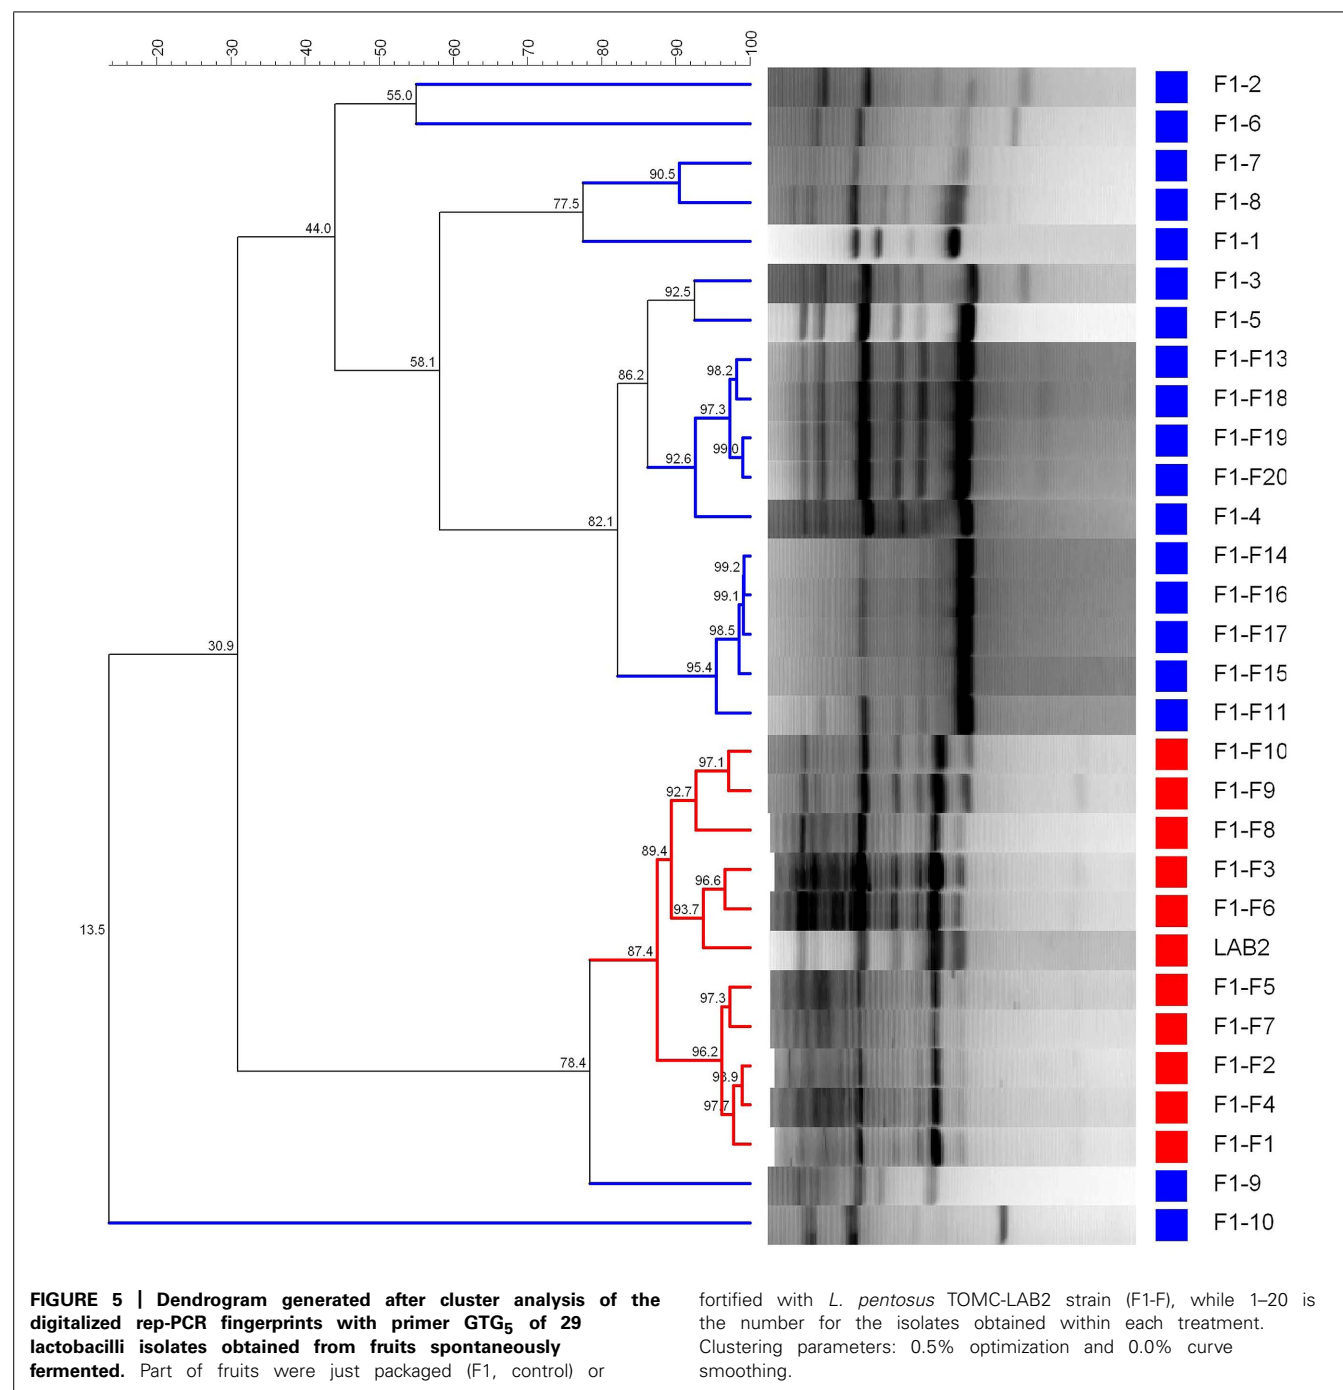 20 30 40 50 60 70 80 90 100
55.0
F1-2
F1-6
90.5
F1-7
77.5
F1-8
44.0
F1-1
92.5
F1-3
F1-5
58.1
86.2
98.2
F1-F13
97.3
F1-F18
99.0
F1-F19
92.6
F1-F20
82.1
F1-4
99.2
F1-F14
99.1
F1-F16
98.5
F1-F17
30.9
95.4
F1-F15
F1-F11
97.1
F1-F10
92.7
F1-F9
F1-F8
89.4
96.6
F1-F3
93.7
F1-F6
13.5
87.4
LAB2
97.3
F1-F5
F1-F7
96.2
78.4
98.9
F1-F2
97.7
F1-F4
F1-F1
F1-9
F1-10
FIGURE 5 | Dendrogram generated after cluster analysis of the
digitalized rep-PCR fingerprints with primer GTG5 of 29
lactobacilli isolates obtained from fruits spontaneously
fermented. Part of fruits were just packaged (F1, control) or
fortified with L. pentosus TOMC-LAB2 strain (F1-F), while 1–20 is
the number for the isolates obtained within each treatment.
Clustering parameters: 0.5% optimization and 0.0% curve
smoothing.